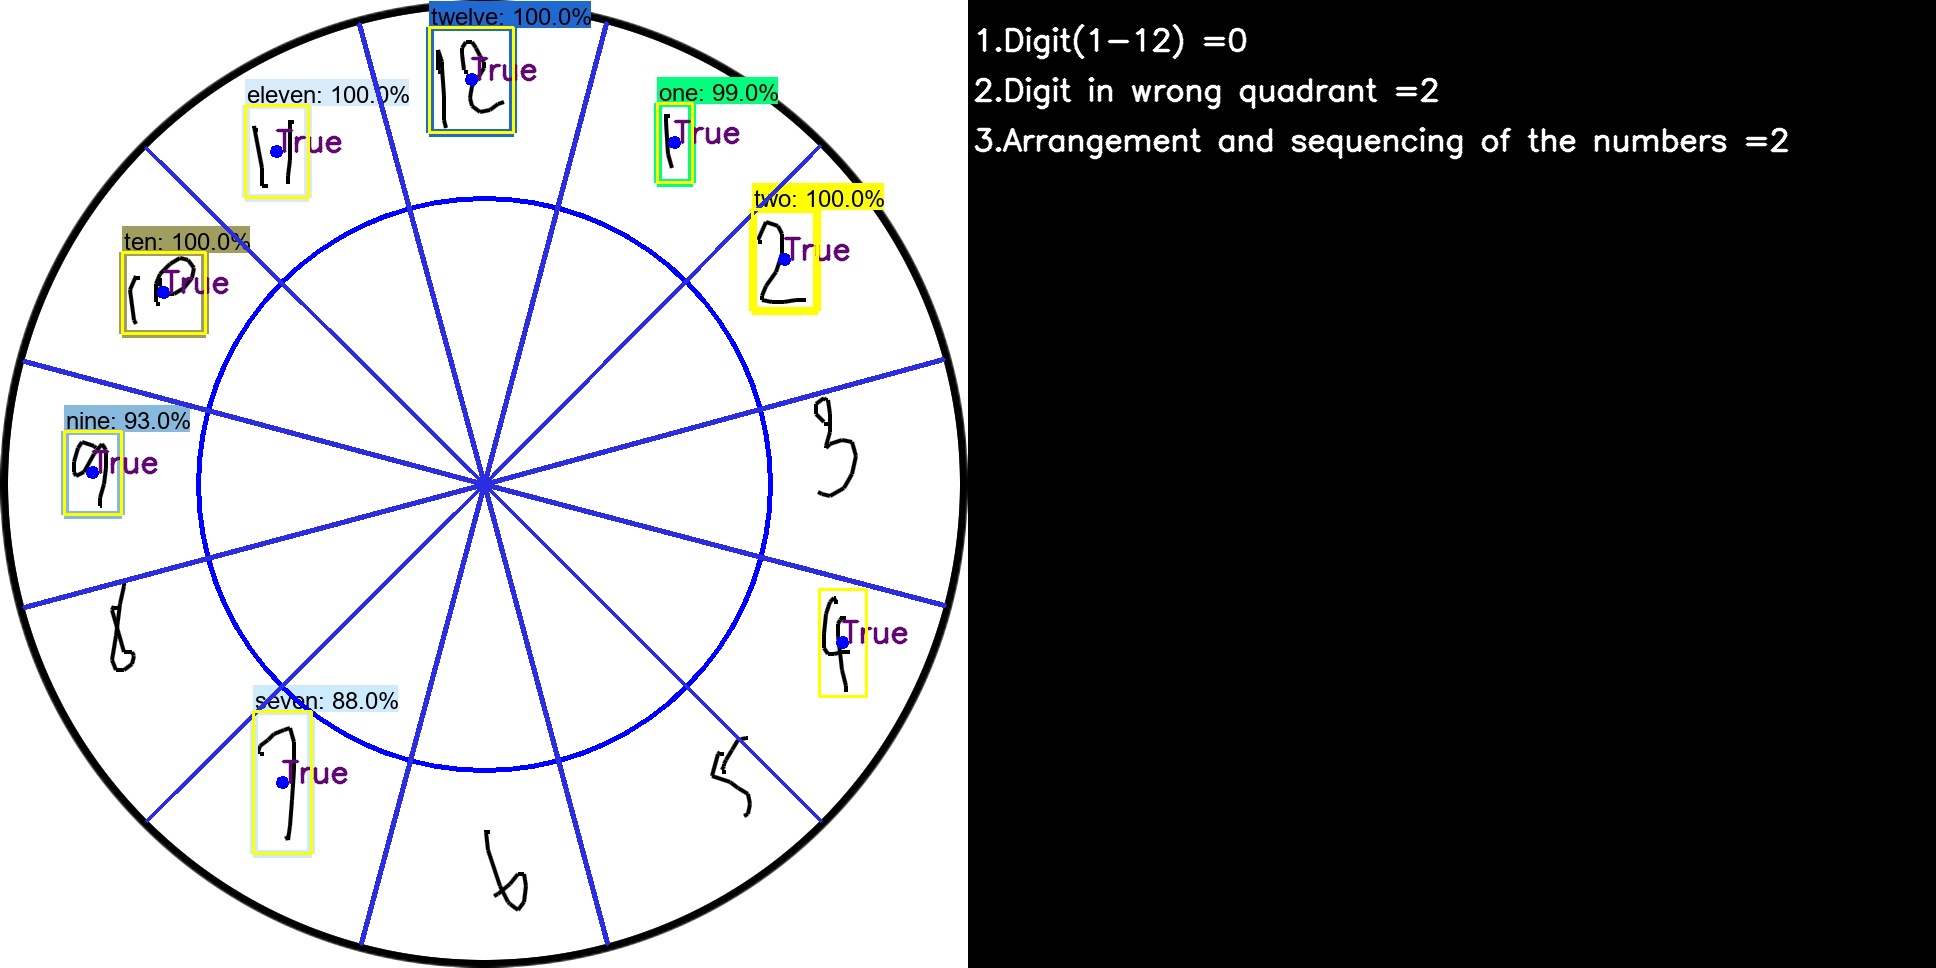 twelve: 100.0%
12
True
eleven: 100.0%
11
True
one: 99.0%
1
True
two: 100.0%
2
True
ten: 100.0%
10
True
3
nine: 93.0%
9
True
4
True
8
seven: 88.0%
7
True
5
6
1.Digit(1-12) =0
2.Digit in wrong quadrant =2
3.Arrangement and sequencing of the numbers =2